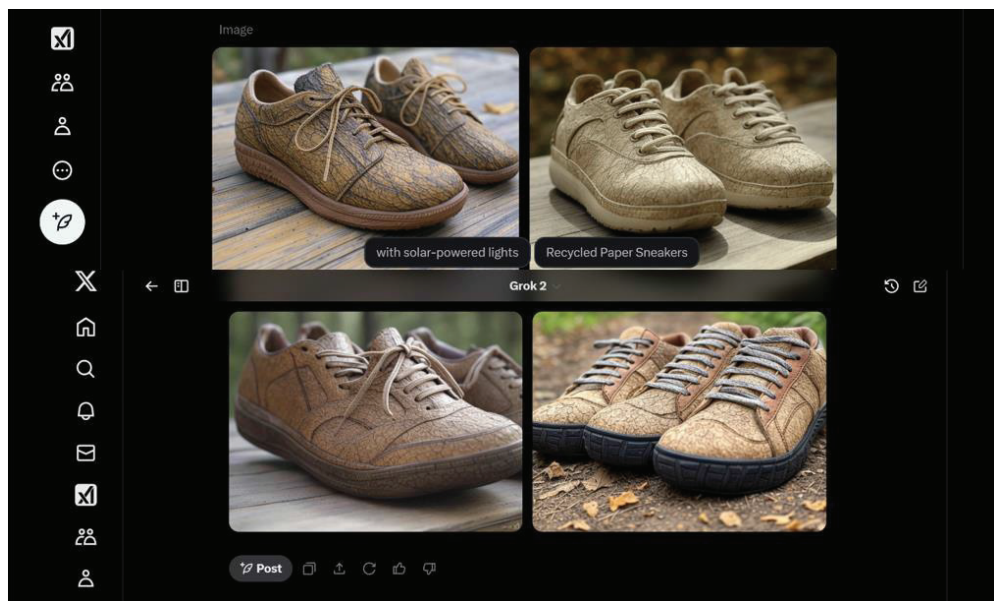 Image
with solar-powered lights
Recycled Paper Sneakers
Grok 2
Post